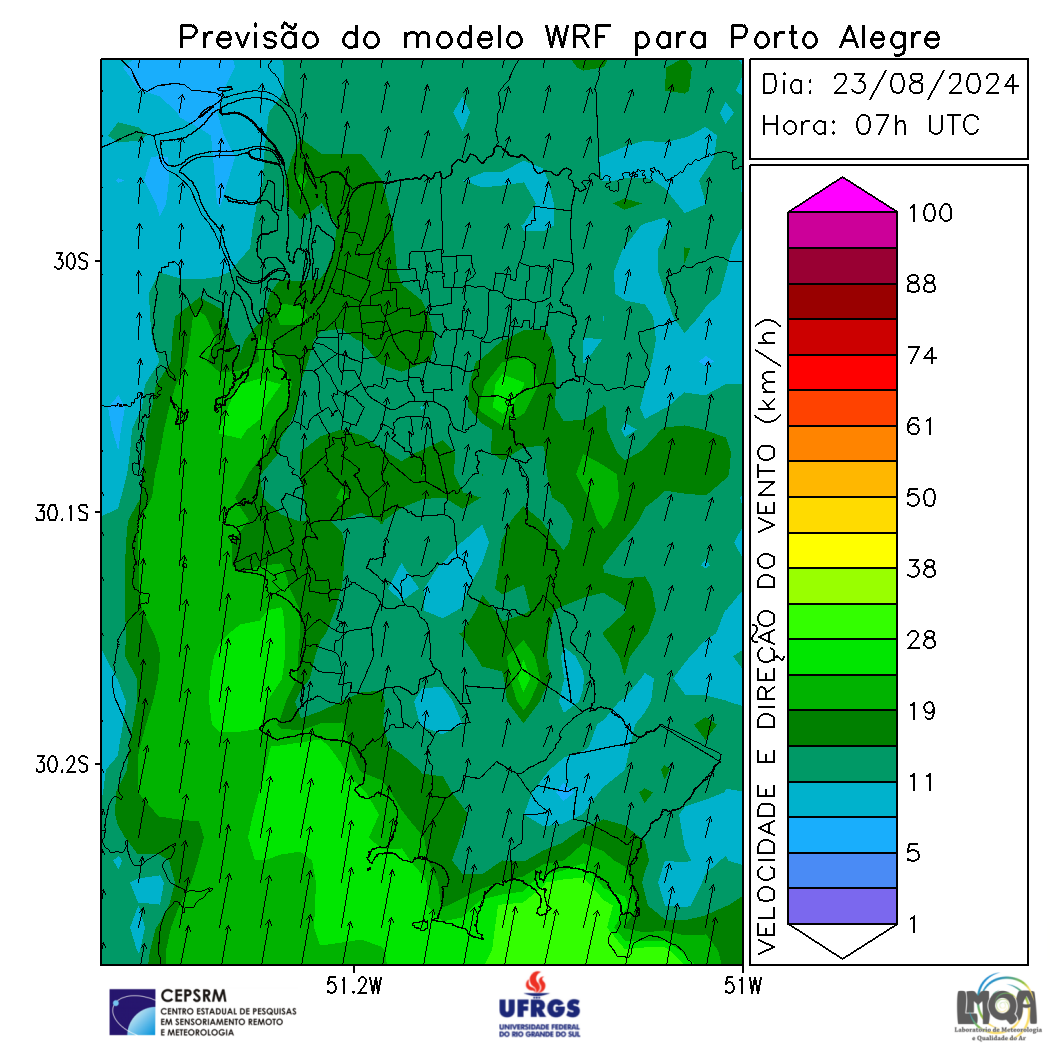 Previsão do modelo WRF para Porto Alegre
Dia: 23/08/2024
Hora: 07h UTC
30S
30.1S
30.2S
51.2W
51W
VELOCIDADE E DIREÇÃO DO VENTO (km/h)
100
88
74
61
50
38
28
19
11
5
1
CEPSRM
CENTRO ESTADUAL DE PESQUISAS
EM SENSORIAMENTO REMOTO
E METEOROLOGIA
UFRGS
UNIVERSIDADE FEDERAL
DO RIO GRANDE DO SUL
LMQA
Laboratório de Meteorologia
e Qualidade do Ar